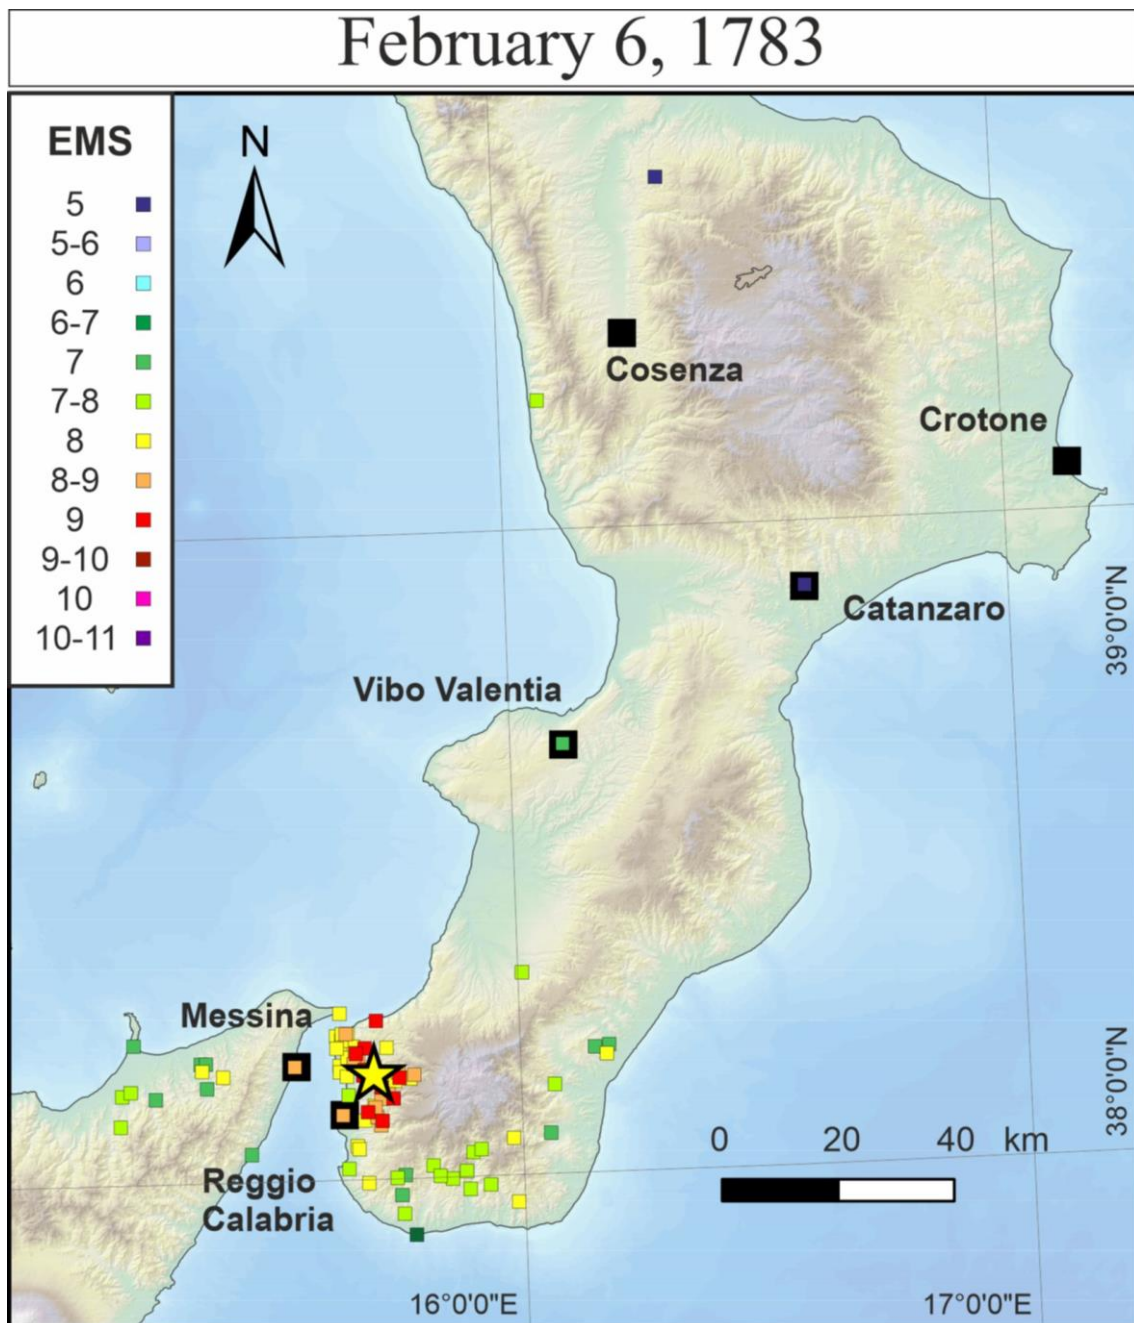 February 6, 1783
EMS
5
5-6
6
6-7
7
7-8
8
8-9
9
9-10
10
10-11
N
Cosenza
Crotone
Catanzaro
39°0'0"N
Vibo Valentia
Messina
38°0'0"N
0 20 40 km
Reggio
Calabria
16°0'0"E
17°0'0"E